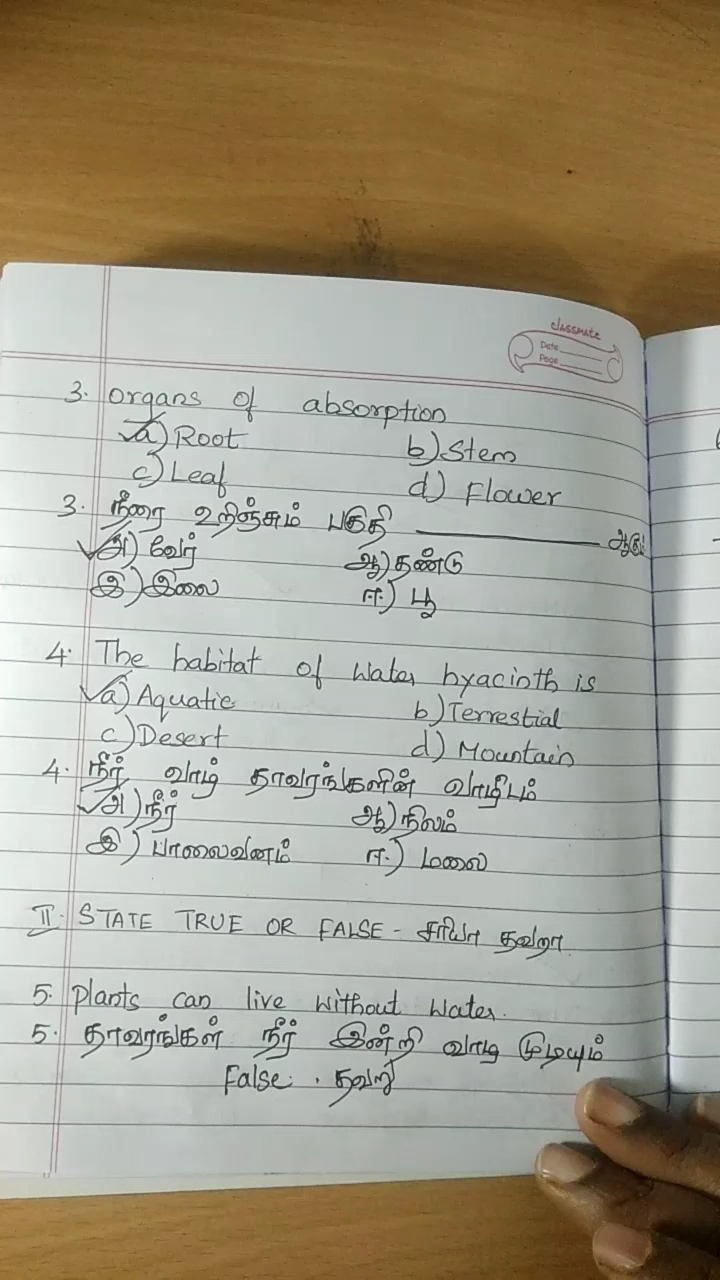 classmate
Date
Page
3. Organs of absorption
a) Root b) Stem
c) Leaf d) Flower
3. நீரை உறிஞ்சும் பகுதி ____________ ஆகும்
அ) வேர் ஆ) தண்டு
இ) இலை ஈ) பூ
4. The habitat of Water hyacinth is
a) Aquatic b) Terrestial
c) Desert d) Mountain
4. நீர் வாழ் தாவரங்களின் வாழிடம்
அ) நீர் ஆ) நிலம்
இ) பாலைவனம் ஈ) மலை
II. STATE TRUE OR FALSE - சரியா தவறா.
5. Plants can live without water.
5. தாவரங்கள் நீர் இன்றி வாழ முடியும்
False. தவறு